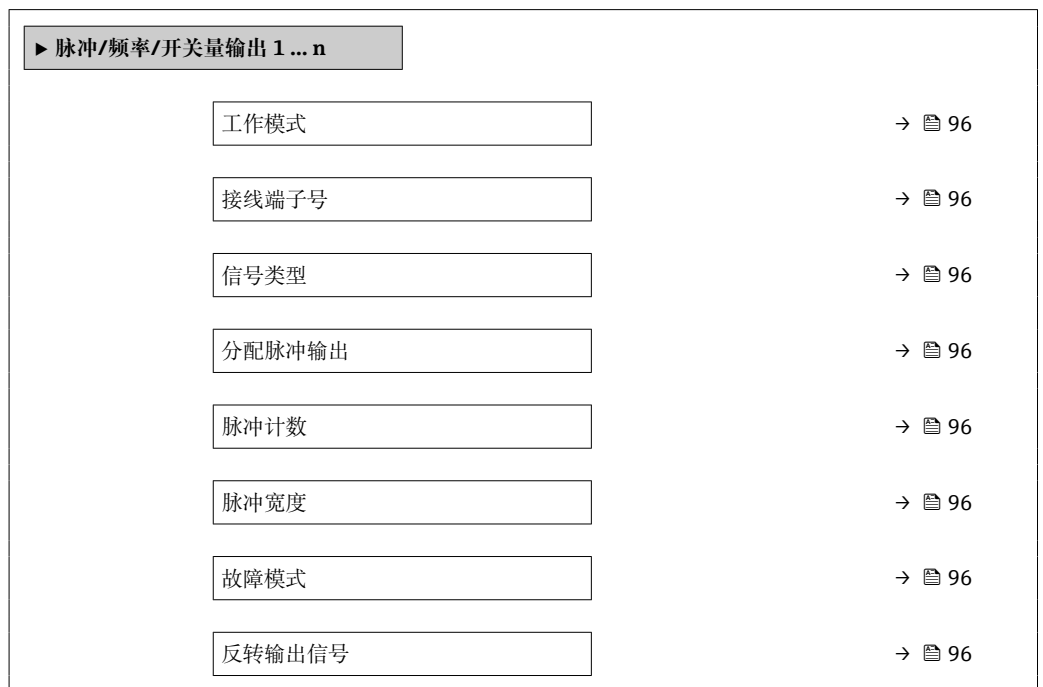 ▶ 脉冲/频率/开关量输出 1 … n
工作模式 → 🖹 96
接线端子号 → 🖹 96
信号类型 → 🖹 96
分配脉冲输出 → 🖹 96
脉冲计数 → 🖹 96
脉冲宽度 → 🖹 96
故障模式 → 🖹 96
反转输出信号 → 🖹 96